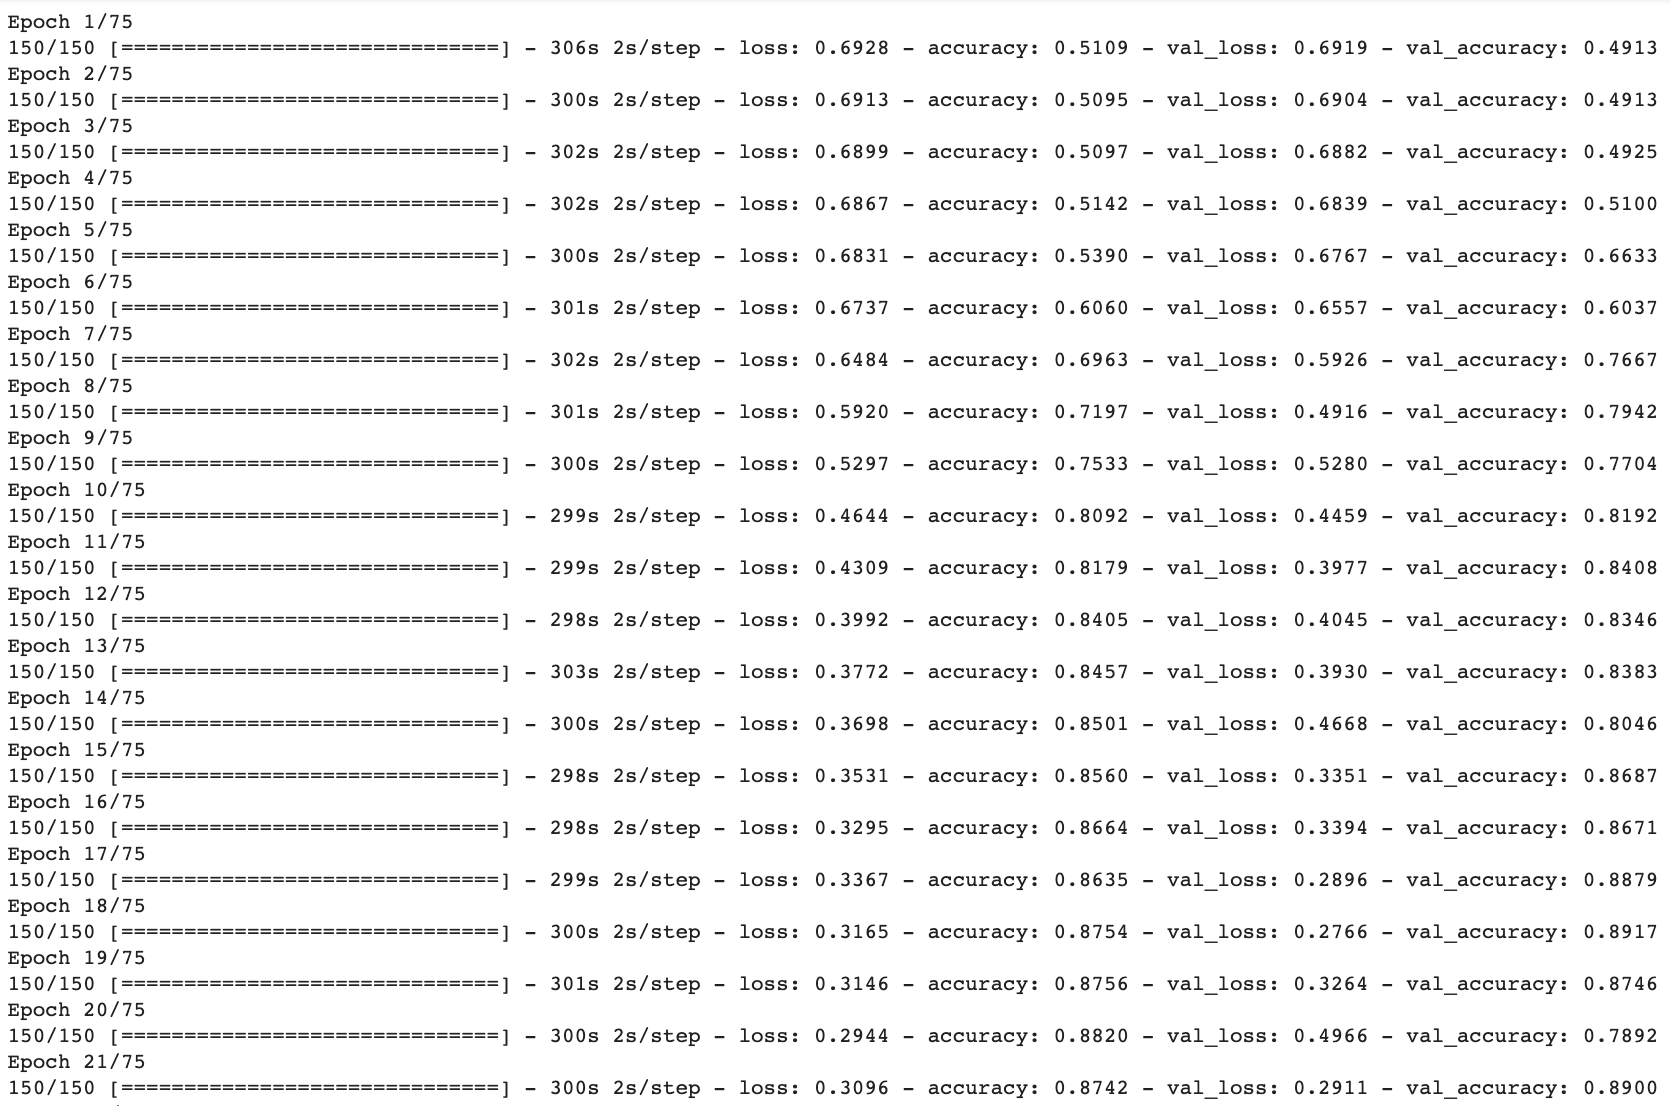 Epoch 1/75
150/150 [==============================] - 306s 2s/step - loss: 0.6928 - accuracy: 0.5109 - val_loss: 0.6919 - val_accuracy: 0.4913
Epoch 2/75
150/150 [==============================] - 300s 2s/step - loss: 0.6913 - accuracy: 0.5095 - val_loss: 0.6904 - val_accuracy: 0.4913
Epoch 3/75
150/150 [==============================] - 302s 2s/step - loss: 0.6899 - accuracy: 0.5097 - val_loss: 0.6882 - val_accuracy: 0.4925
Epoch 4/75
150/150 [==============================] - 302s 2s/step - loss: 0.6867 - accuracy: 0.5142 - val_loss: 0.6839 - val_accuracy: 0.5100
Epoch 5/75
150/150 [==============================] - 300s 2s/step - loss: 0.6831 - accuracy: 0.5390 - val_loss: 0.6767 - val_accuracy: 0.6633
Epoch 6/75
150/150 [==============================] - 301s 2s/step - loss: 0.6737 - accuracy: 0.6060 - val_loss: 0.6557 - val_accuracy: 0.6037
Epoch 7/75
150/150 [==============================] - 302s 2s/step - loss: 0.6484 - accuracy: 0.6963 - val_loss: 0.5926 - val_accuracy: 0.7667
Epoch 8/75
150/150 [==============================] - 301s 2s/step - loss: 0.5920 - accuracy: 0.7197 - val_loss: 0.4916 - val_accuracy: 0.7942
Epoch 9/75
150/150 [==============================] - 300s 2s/step - loss: 0.5297 - accuracy: 0.7533 - val_loss: 0.5280 - val_accuracy: 0.7704
Epoch 10/75
150/150 [==============================] - 299s 2s/step - loss: 0.4644 - accuracy: 0.8092 - val_loss: 0.4459 - val_accuracy: 0.8192
Epoch 11/75
150/150 [==============================] - 299s 2s/step - loss: 0.4309 - accuracy: 0.8179 - val_loss: 0.3977 - val_accuracy: 0.8408
Epoch 12/75
150/150 [==============================] - 298s 2s/step - loss: 0.3992 - accuracy: 0.8405 - val_loss: 0.4045 - val_accuracy: 0.8346
Epoch 13/75
150/150 [==============================] - 303s 2s/step - loss: 0.3772 - accuracy: 0.8457 - val_loss: 0.3930 - val_accuracy: 0.8383
Epoch 14/75
150/150 [==============================] - 300s 2s/step - loss: 0.3698 - accuracy: 0.8501 - val_loss: 0.4668 - val_accuracy: 0.8046
Epoch 15/75
150/150 [==============================] - 298s 2s/step - loss: 0.3531 - accuracy: 0.8560 - val_loss: 0.3351 - val_accuracy: 0.8687
Epoch 16/75
150/150 [==============================] - 298s 2s/step - loss: 0.3295 - accuracy: 0.8664 - val_loss: 0.3394 - val_accuracy: 0.8671
Epoch 17/75
150/150 [==============================] - 299s 2s/step - loss: 0.3367 - accuracy: 0.8635 - val_loss: 0.2896 - val_accuracy: 0.8879
Epoch 18/75
150/150 [==============================] - 300s 2s/step - loss: 0.3165 - accuracy: 0.8754 - val_loss: 0.2766 - val_accuracy: 0.8917
Epoch 19/75
150/150 [==============================] - 301s 2s/step - loss: 0.3146 - accuracy: 0.8756 - val_loss: 0.3264 - val_accuracy: 0.8746
Epoch 20/75
150/150 [==============================] - 300s 2s/step - loss: 0.2944 - accuracy: 0.8820 - val_loss: 0.4966 - val_accuracy: 0.7892
Epoch 21/75
150/150 [==============================] - 300s 2s/step - loss: 0.3096 - accuracy: 0.8742 - val_loss: 0.2911 - val_accuracy: 0.8900